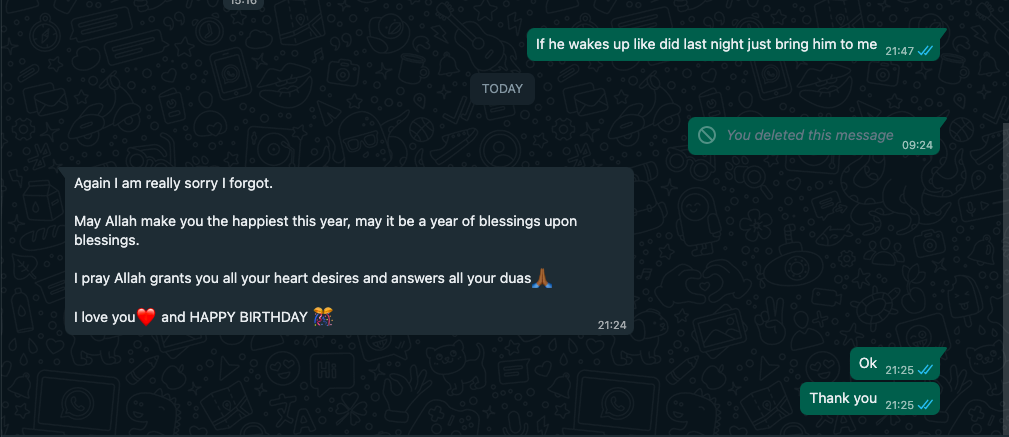 15:16
If he wakes up like did last night just bring him to me
21:47
TODAY
You deleted this message
09:24
Again I am really sorry I forgot.
May Allah make you the happiest this year, may it be a year of blessings upon
blessings.
I pray Allah grants you all your heart desires and answers all your duas🙏🏾
I love you❤️ and HAPPY BIRTHDAY 🎊
21:24
Ok
21:25
Thank you
21:25